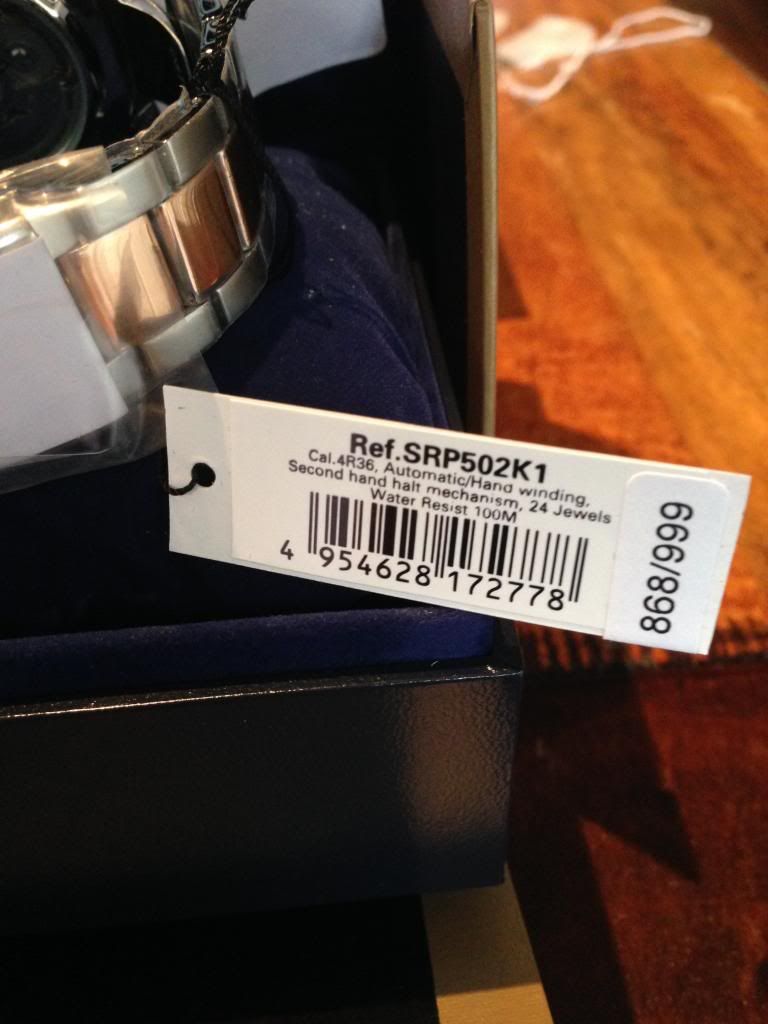 Ref.SRP502K1
Cal.4R36, Automatic/Hand winding,
Second hand halt mechanism, 24 Jewels
Water Resist 100M
4 954628 172778
868/999